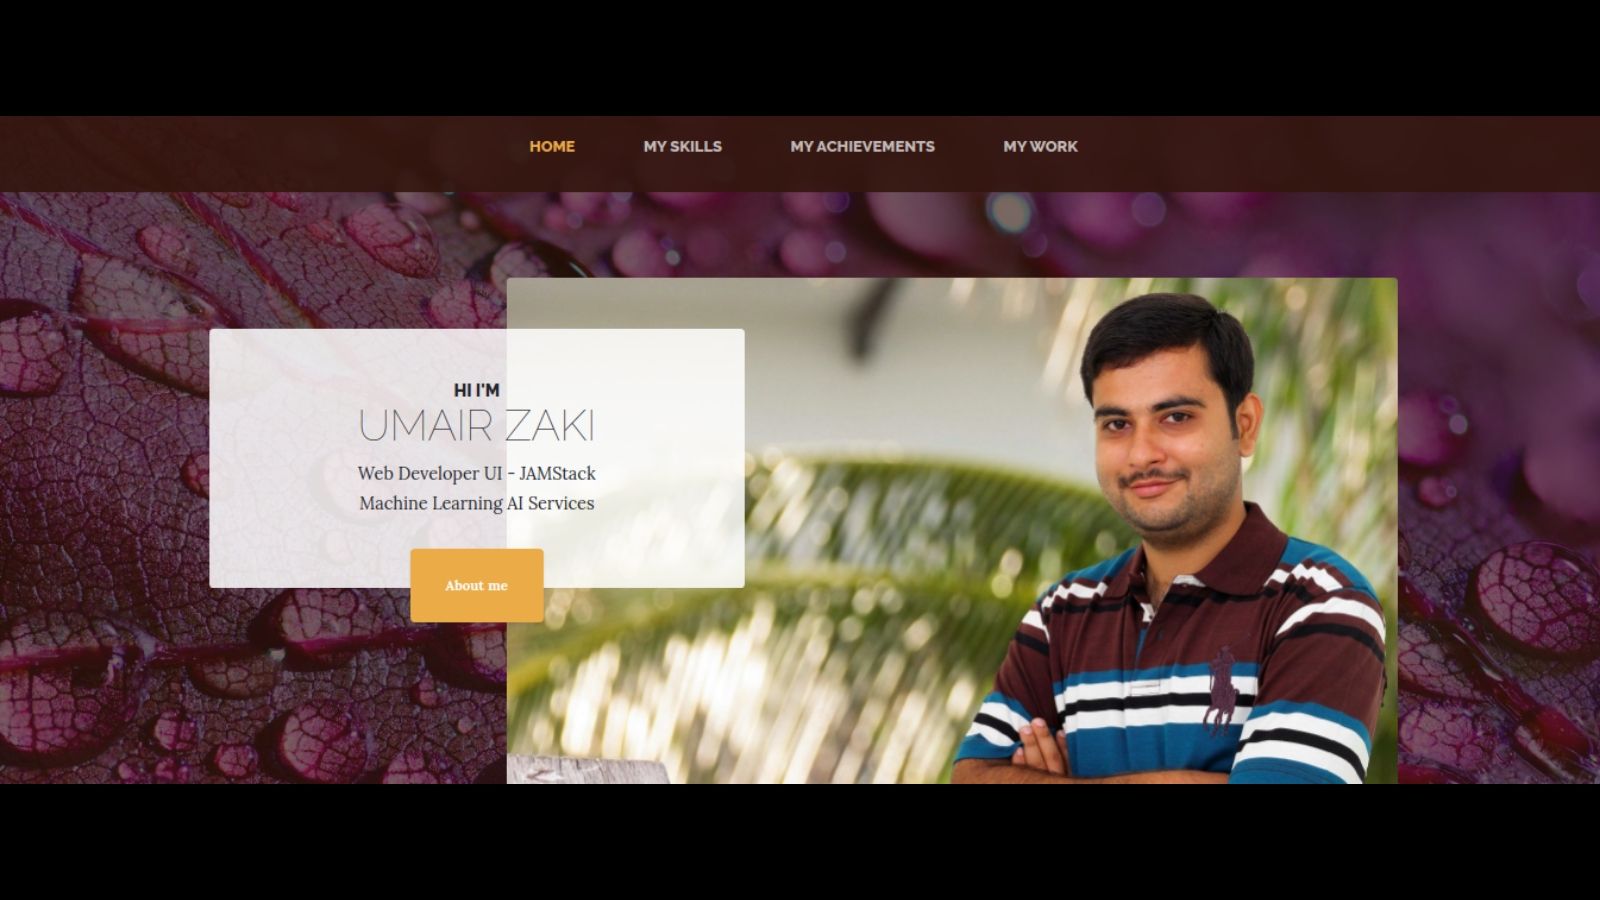 HOME MY SKILLS MY ACHIEVEMENTS MY WORK
HI I'M
UMAIR ZAKI
Web Developer UI - JAMStack
Machine Learning AI Services
About me